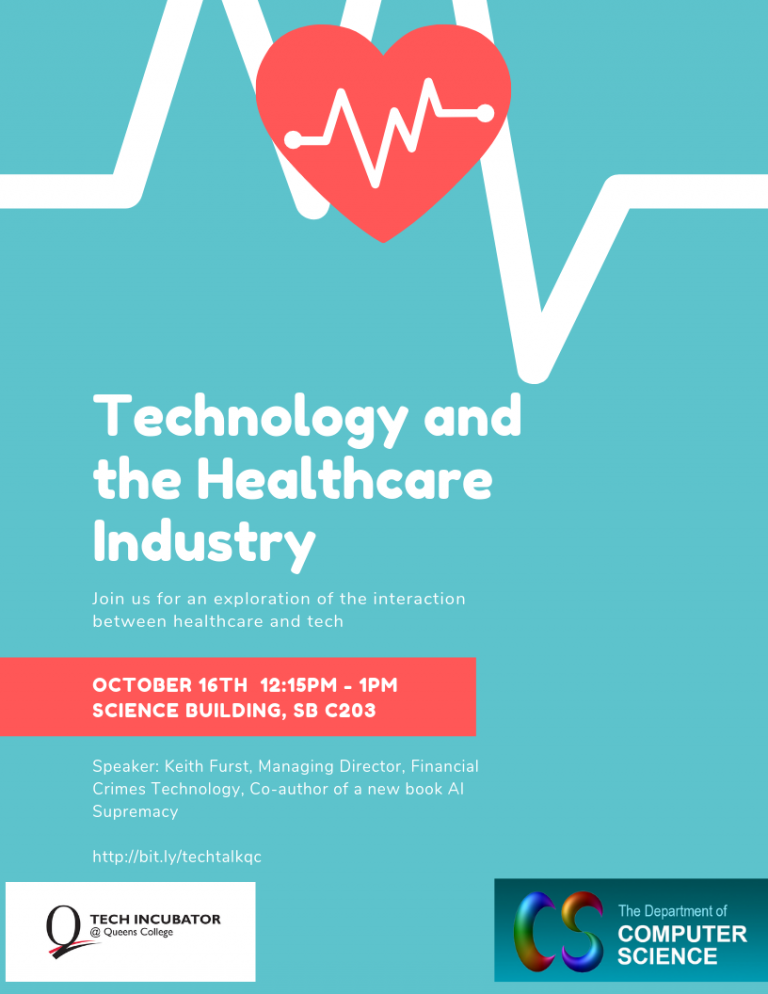 Technology and
the Healthcare
Industry
Join us for an exploration of the interaction
between healthcare and tech
OCTOBER 16TH  12:15PM - 1PM
SCIENCE BUILDING, SB C203
Speaker: Keith Furst, Managing Director, Financial
Crimes Technology, Co-author of a new book AI
Supremacy
http://bit.ly/techtalkqc
Q TECH INCUBATOR
@ Queens College
CS The Department of
COMPUTER
SCIENCE